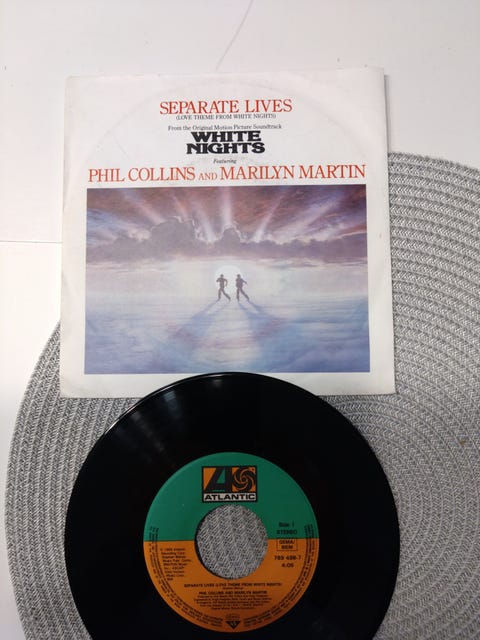 SEPARATE LIVES
(LOVE THEME FROM WHITE NIGHTS)
From the Original Motion Picture Soundtrack
WHITE
NIGHTS
Featuring
PHIL COLLINS AND MARILYN MARTIN
ATLANTIC
Side 1
STEREO
GEMA/
BIEM
789 498-7
4:06
SEPARATE LIVES (LOVE THEME FROM WHITE NIGHTS)
PHIL COLLINS AND MARILYN MARTIN